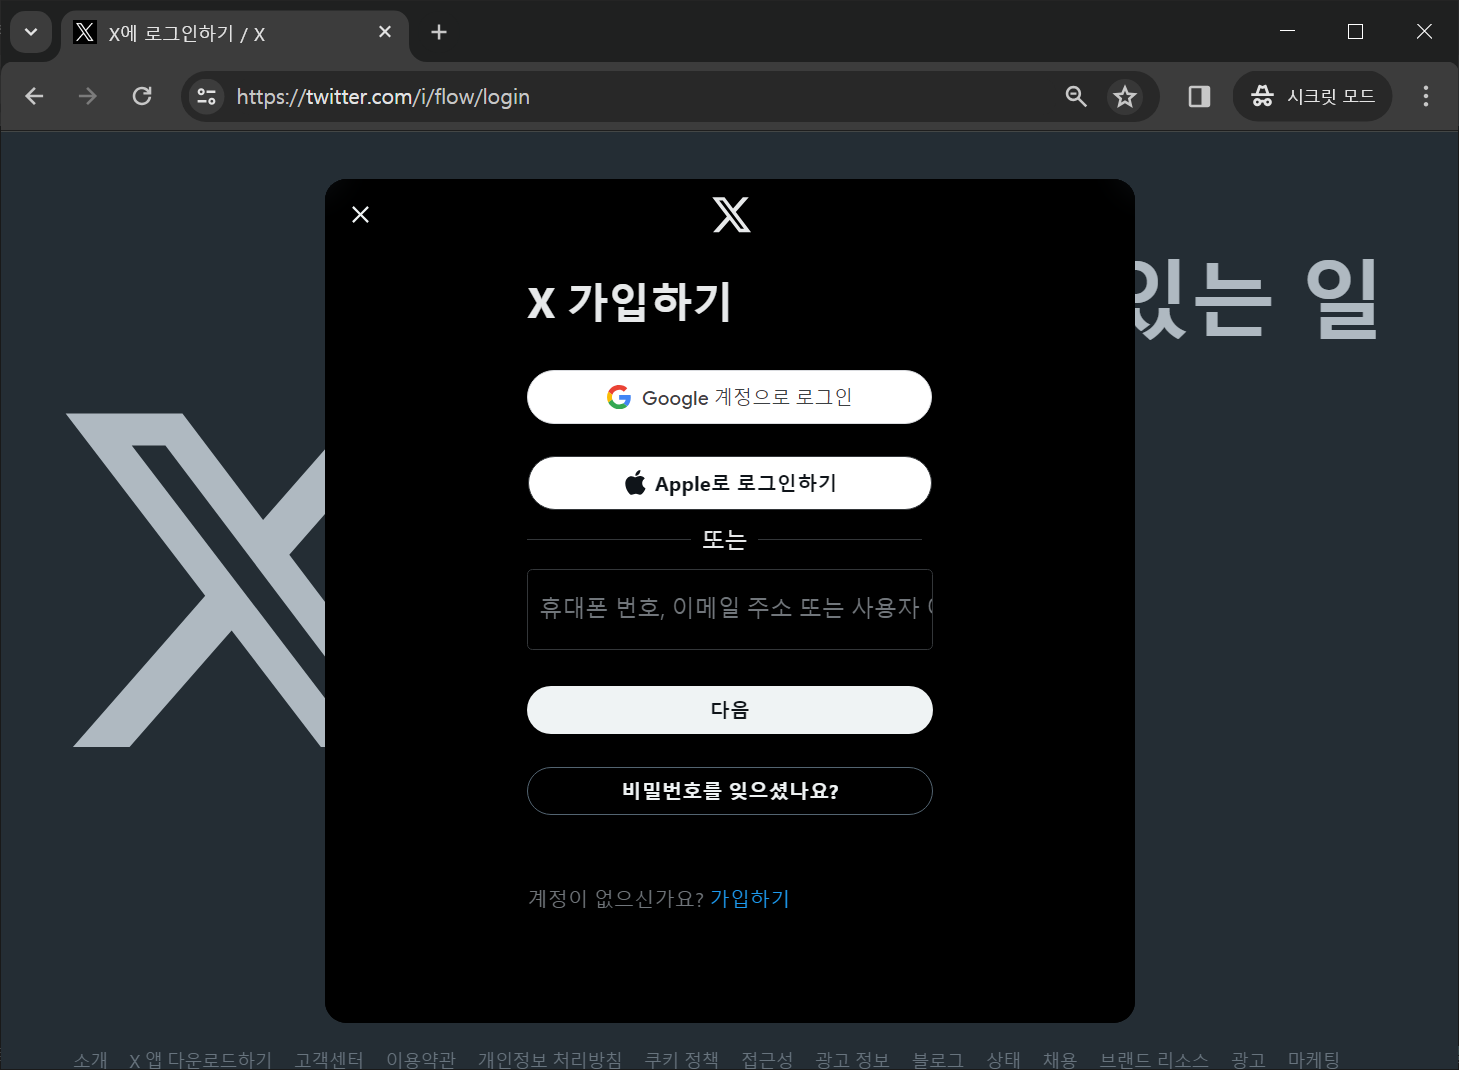 X에 로그인하기 / X
https://twitter.com/i/flow/login
시크릿 모드
있는 일
X 가입하기
Google 계정으로 로그인
Apple로 로그인하기
또는
휴대폰 번호, 이메일 주소 또는 사용자
다음
비밀번호를 잊으셨나요?
계정이 없으신가요? 가입하기
소개 X 앱 다운로드하기 고객센터 이용약관 개인정보 처리방침 쿠키 정책 접근성 광고 정보 블로그 상태 채용 브랜드 리소스 광고 마케팅